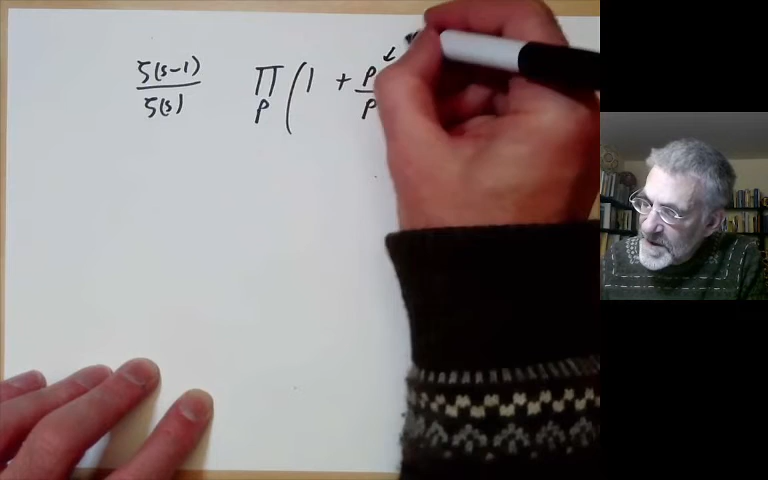 ζ(s-1)
ζ(s)
∏ (1 + p
p p